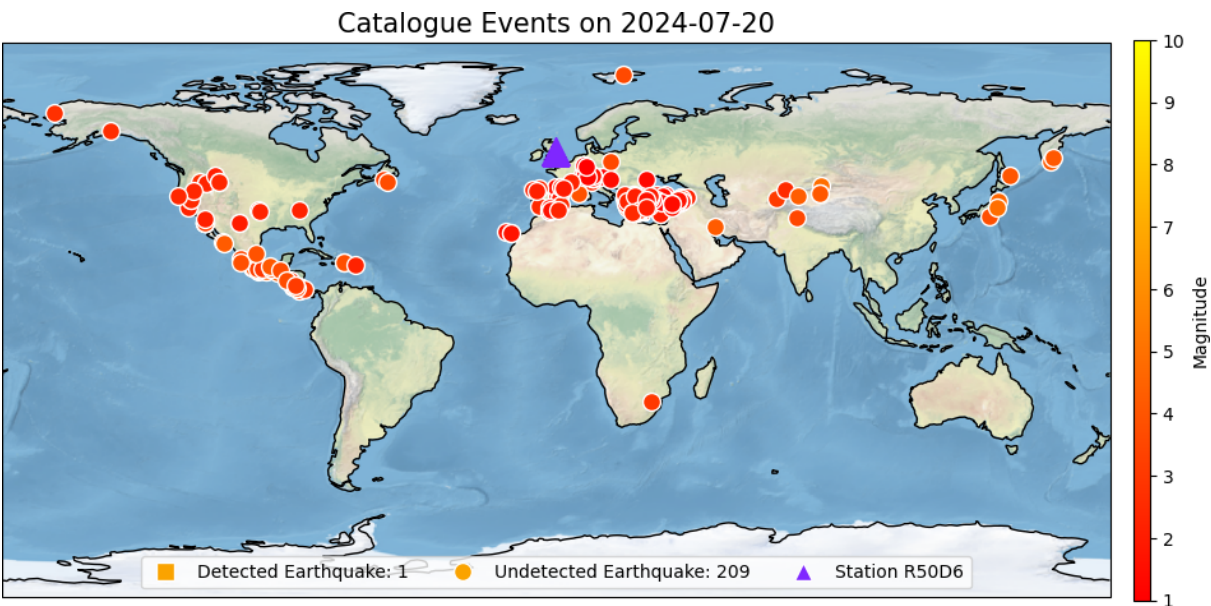 Catalogue Events on 2024-07-20
10
9
8
7
6
5
4
3
2
1
Magnitude
Detected Earthquake: 1
Undetected Earthquake: 209
Station R50D6